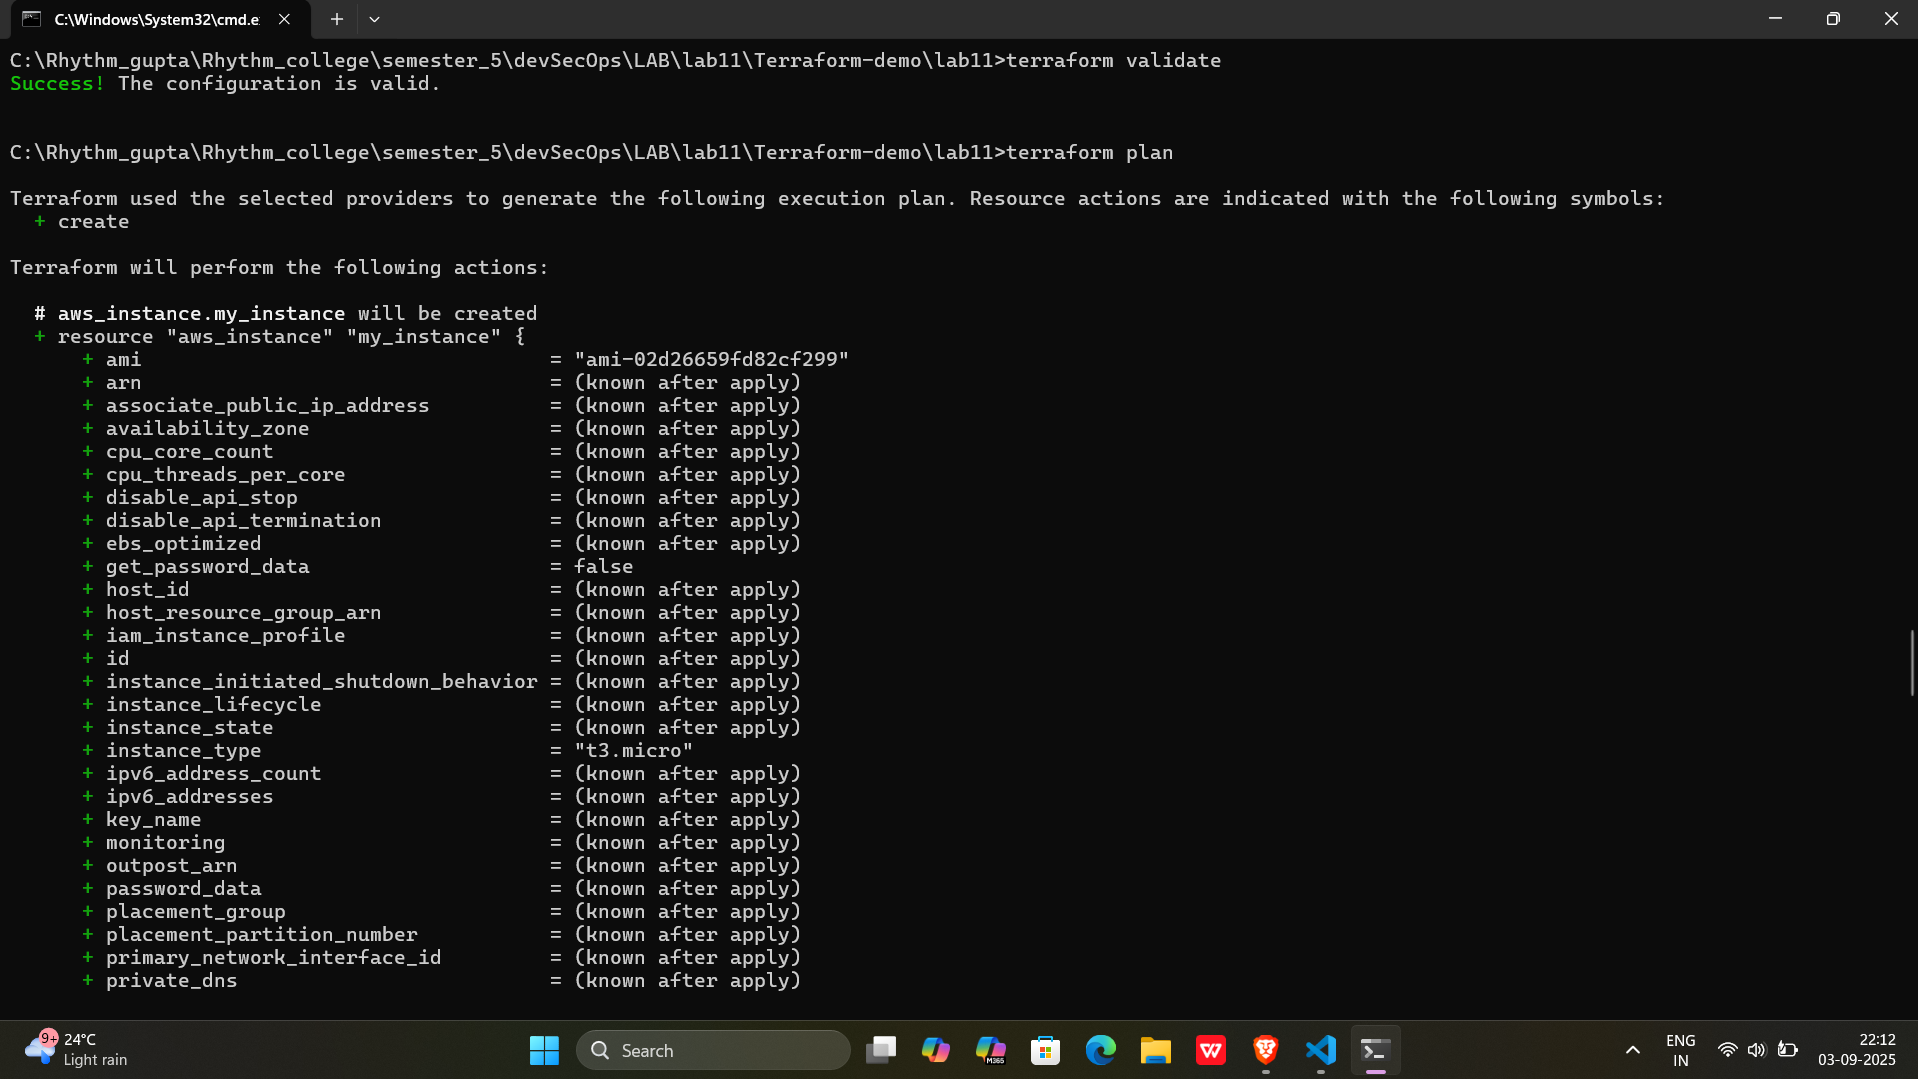 C:\Windows\System32\cmd.e
C:\Rhythm_gupta\Rhythm_college\semester_5\devSecOps\LAB\lab11\Terraform-demo\lab11>terraform validate
Success! The configuration is valid.
C:\Rhythm_gupta\Rhythm_college\semester_5\devSecOps\LAB\lab11\Terraform-demo\lab11>terraform plan
Terraform used the selected providers to generate the following execution plan. Resource actions are indicated with the following symbols:
+ create
Terraform will perform the following actions:
# aws_instance.my_instance will be created
+ resource "aws_instance" "my_instance" {
+ ami = "ami-02d26659fd82cf299"
+ arn = (known after apply)
+ associate_public_ip_address = (known after apply)
+ availability_zone = (known after apply)
+ cpu_core_count = (known after apply)
+ cpu_threads_per_core = (known after apply)
+ disable_api_stop = (known after apply)
+ disable_api_termination = (known after apply)
+ ebs_optimized = (known after apply)
+ get_password_data = false
+ host_id = (known after apply)
+ host_resource_group_arn = (known after apply)
+ iam_instance_profile = (known after apply)
+ id = (known after apply)
+ instance_initiated_shutdown_behavior = (known after apply)
+ instance_lifecycle = (known after apply)
+ instance_state = (known after apply)
+ instance_type = "t3.micro"
+ ipv6_address_count = (known after apply)
+ ipv6_addresses = (known after apply)
+ key_name = (known after apply)
+ monitoring = (known after apply)
+ outpost_arn = (known after apply)
+ password_data = (known after apply)
+ placement_group = (known after apply)
+ placement_partition_number = (known after apply)
+ primary_network_interface_id = (known after apply)
+ private_dns = (known after apply)
9+ 24°C
Light rain
Search
M365
ENG
IN
22:12
03-09-2025